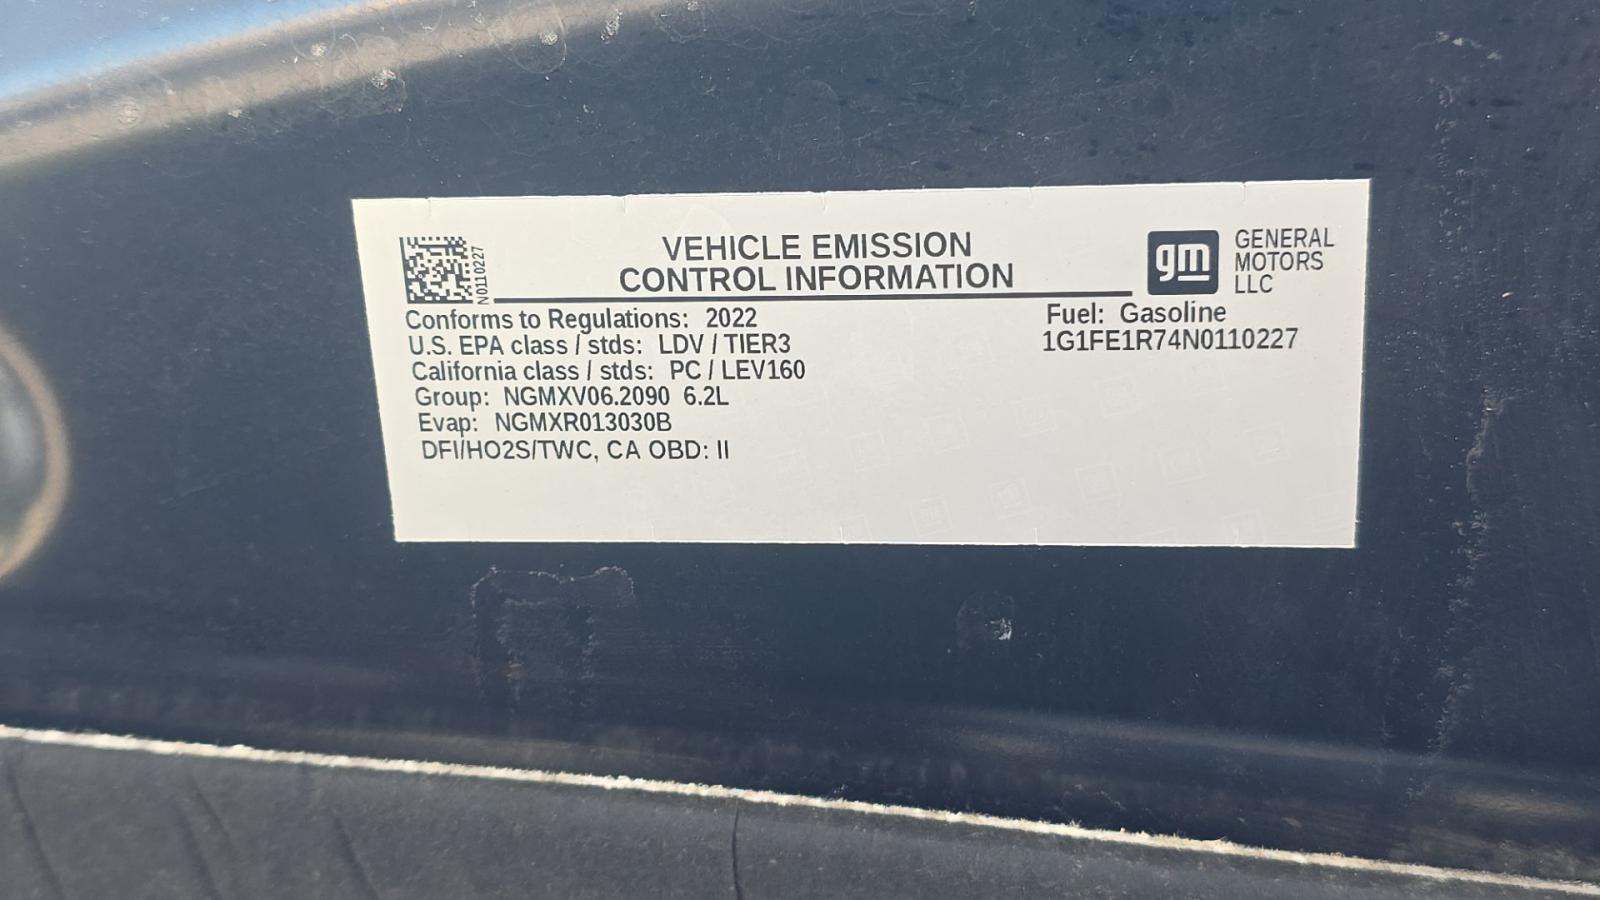 VEHICLE EMISSION
CONTROL INFORMATION
N0110227
gm
GENERAL
MOTORS
LLC
Conforms to Regulations: 2022
U.S. EPA class / stds: LDV / TIER3
California class / stds: PC / LEV160
Group: NGMXV06.2090 6.2L
Evap: NGMXR013030B
DFI/HO2S/TWC, CA OBD: II
Fuel: Gasoline
1G1FE1R74N0110227